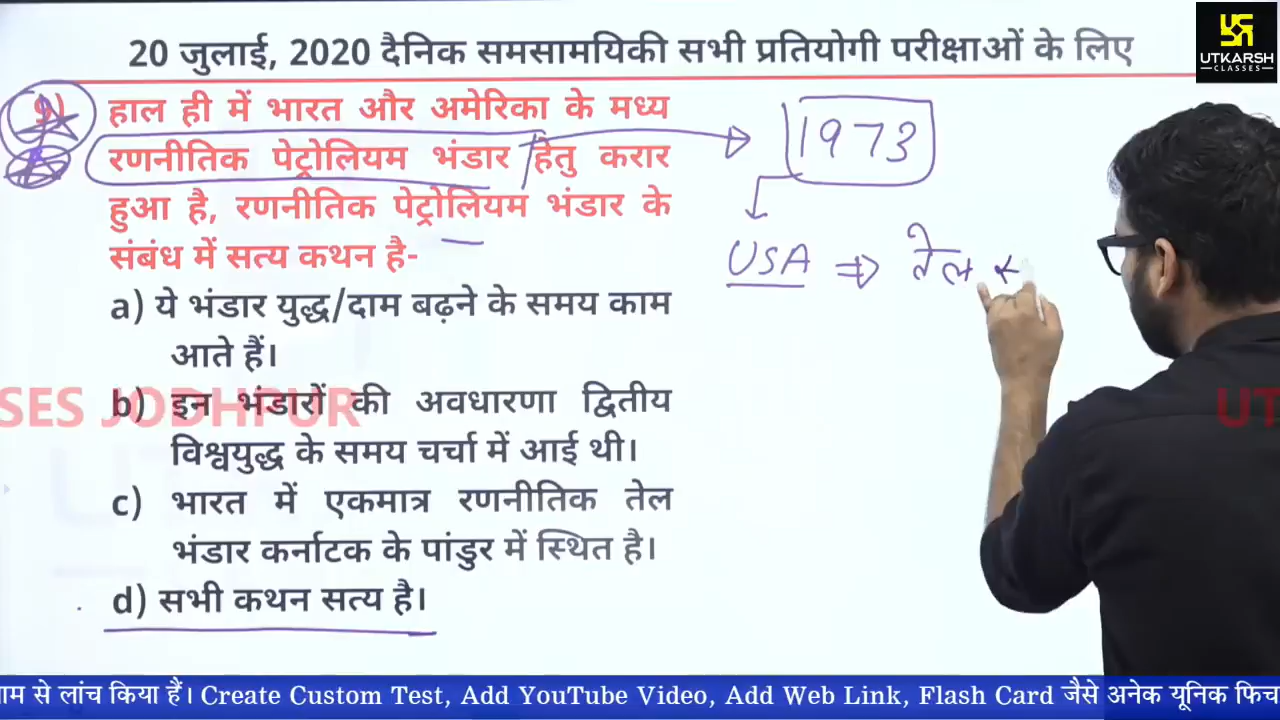 UTKARSH
CLASSES
20 जुलाई, 2020 दैनिक समसामयिकी सभी प्रतियोगी परीक्षाओं के लिए
हाल ही में भारत और अमेरिका के मध्य
रणनीतिक पेट्रोलियम भंडार हेतु करार
हुआ है, रणनीतिक पेट्रोलियम भंडार के
संबंध में सत्य कथन है-
a) ये भंडार युद्ध/दाम बढ़ने के समय काम
आते हैं।
b) इन भंडारों की अवधारणा द्वितीय
विश्वयुद्ध के समय चर्चा में आई थी।
c) भारत में एकमात्र रणनीतिक तेल
भंडार कर्नाटक के पांडुर में स्थित है।
d) सभी कथन सत्य है।
1973
USA ⇒ तेल
SES JODHPUR
UT
ाम से लांच किया हैं। Create Custom Test, Add YouTube Video, Add Web Link, Flash Card जैसे अनेक यूनिक फिच